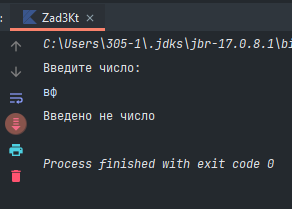 :
Zad3Kt
C:\Users\305-1\.jdks\jbr-17.0.8.1\bi
Введите число:
вф
Введено не число
Process finished with exit code 0